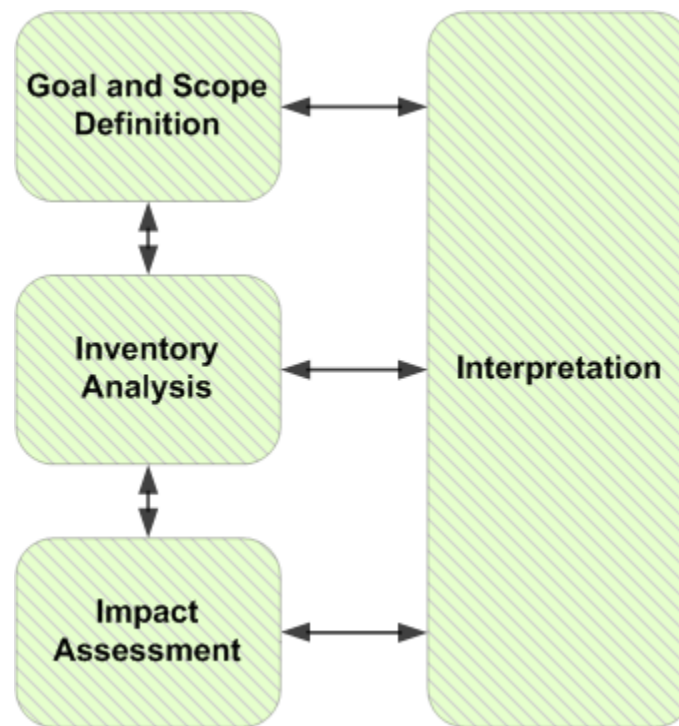 Goal and Scope
Definition
Inventory
Analysis
Interpretation
Impact
Assessment